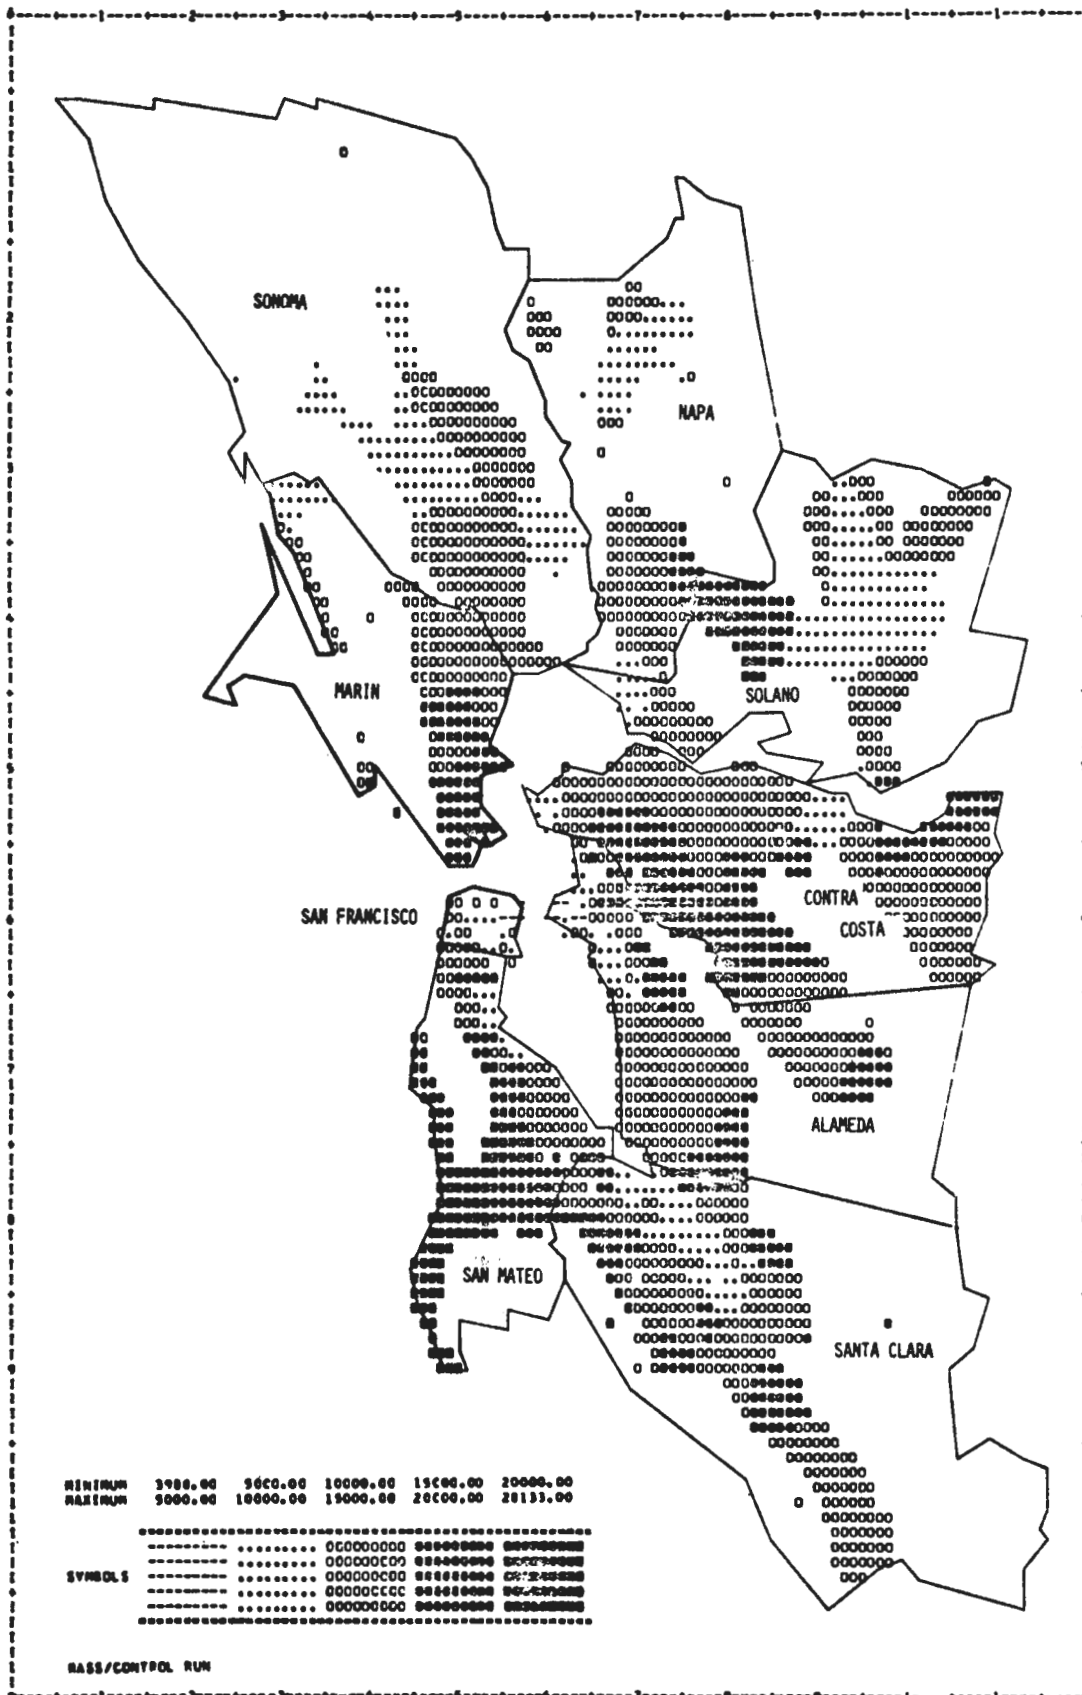 SONOMA
NAPA
MARIN
SOLANO
CONTRA
COSTA
SAN FRANCISCO
ALAMEDA
SAN MATEO
SANTA CLARA
MINIMUM 3980.00 5000.00 10000.00 15000.00 20000.00
MAXIMUM 5000.00 10000.00 15000.00 20000.00 28133.00
SYMBOLS
BASS/CONTROL RUN